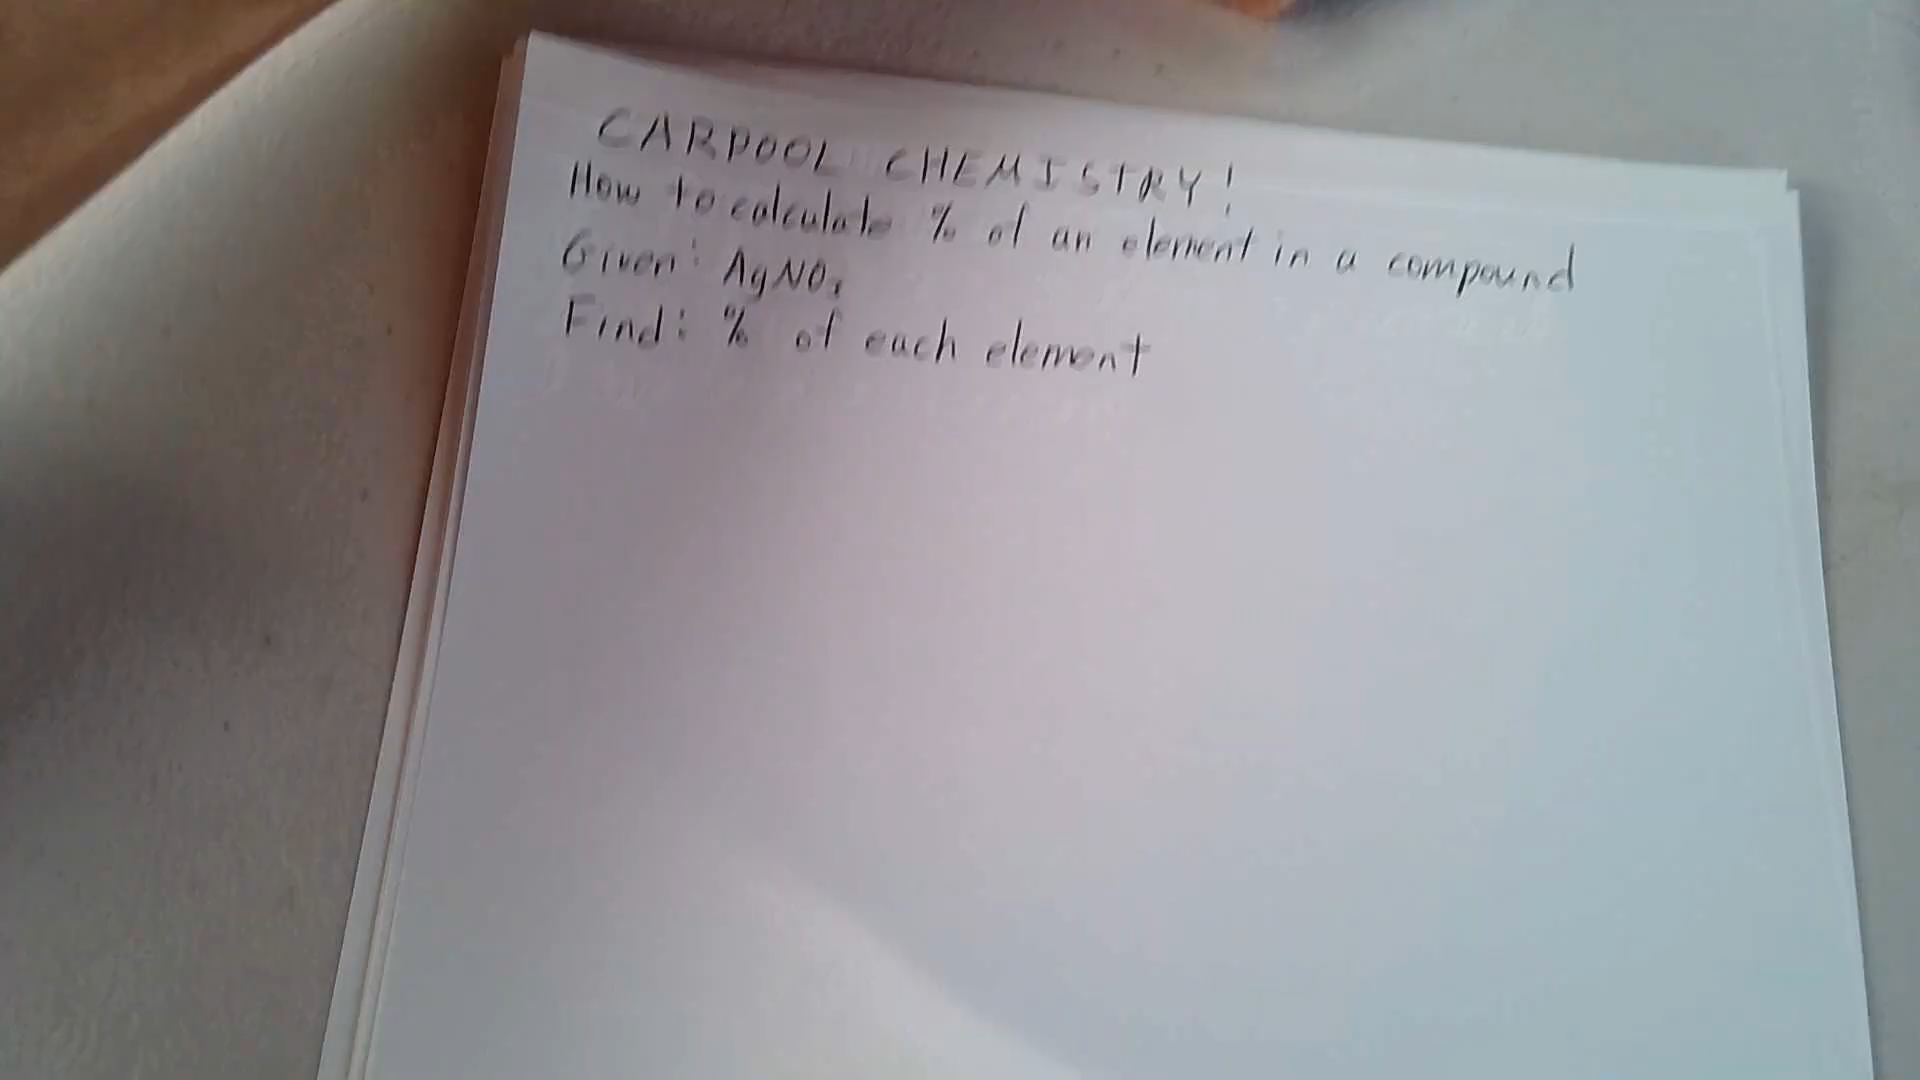 CARPOOL CHEMISTRY!
How to calculate % of an element in a compound
Given: AgNO₃
Find: % of each element